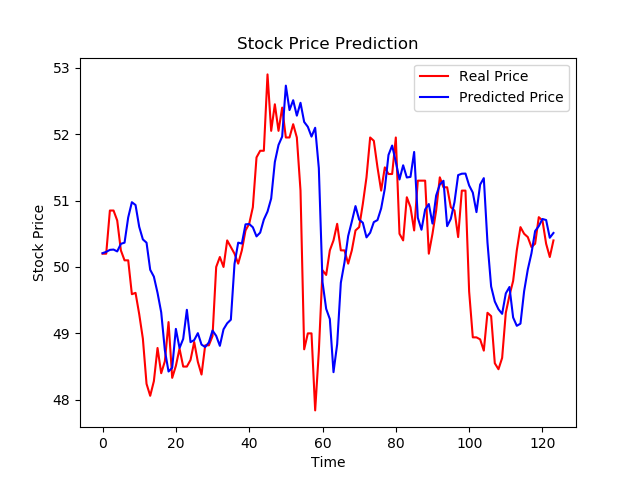 Stock Price Prediction
Real Price
Predicted Price
Stock Price
53
52
51
50
49
48
0 20 40 60 80 100 120
Time